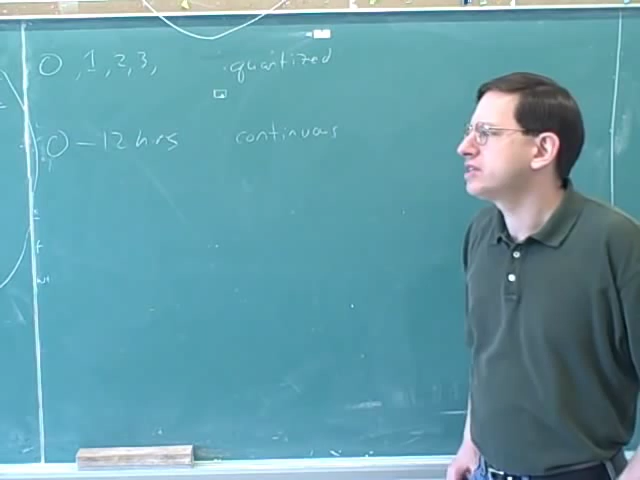 0, 1, 2, 3, quantized
0 - 12 hrs continuous